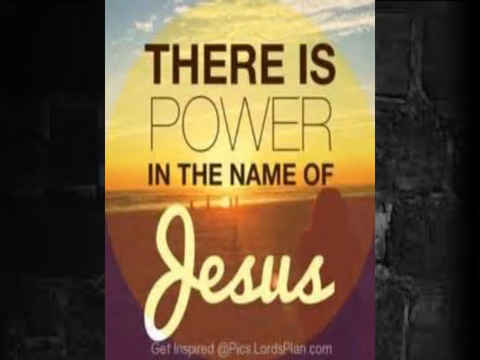 THERE IS
POWER
IN THE NAME OF
Jesus
Get Inspired @Pics.LordsPlan.com